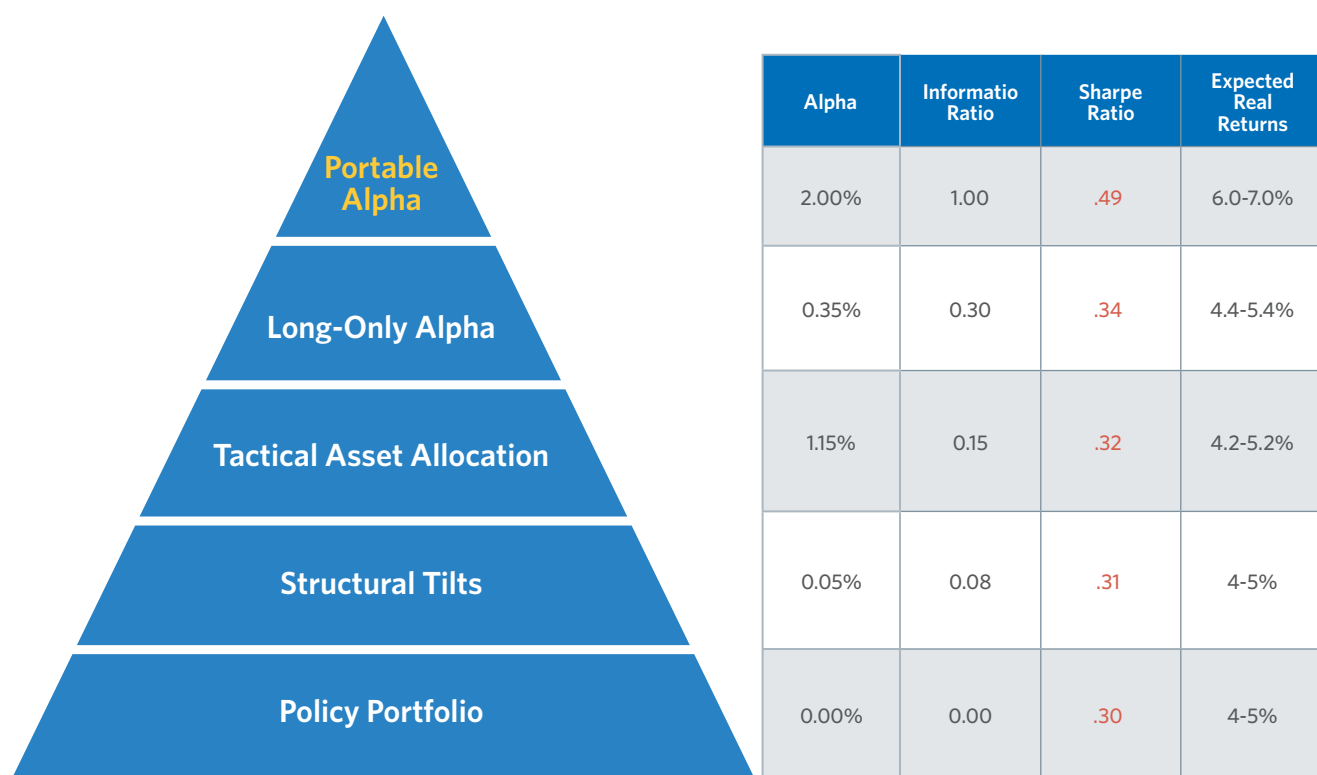 Portable
Alpha
Long-Only Alpha
Tactical Asset Allocation
Structural Tilts
Policy Portfolio
Alpha
Informatio
Ratio
Sharpe
Ratio
Expected
Real
Returns
2.00% 1.00 .49 6.0-7.0%
0.35% 0.30 .34 4.4-5.4%
1.15% 0.15 .32 4.2-5.2%
0.05% 0.08 .31 4-5%
0.00% 0.00 .30 4-5%